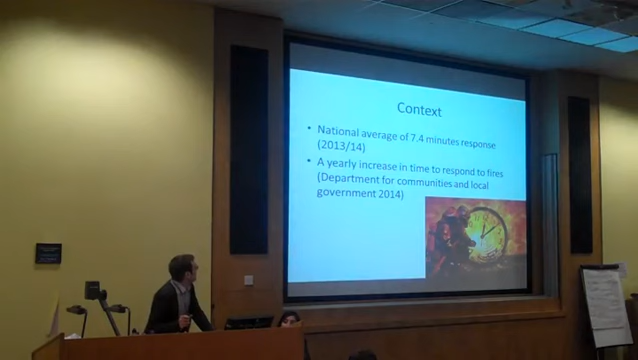 Context
• National average of 7.4 minutes response
(2013/14)
• A yearly increase in time to respond to fires
(Department for communities and local
government 2014)